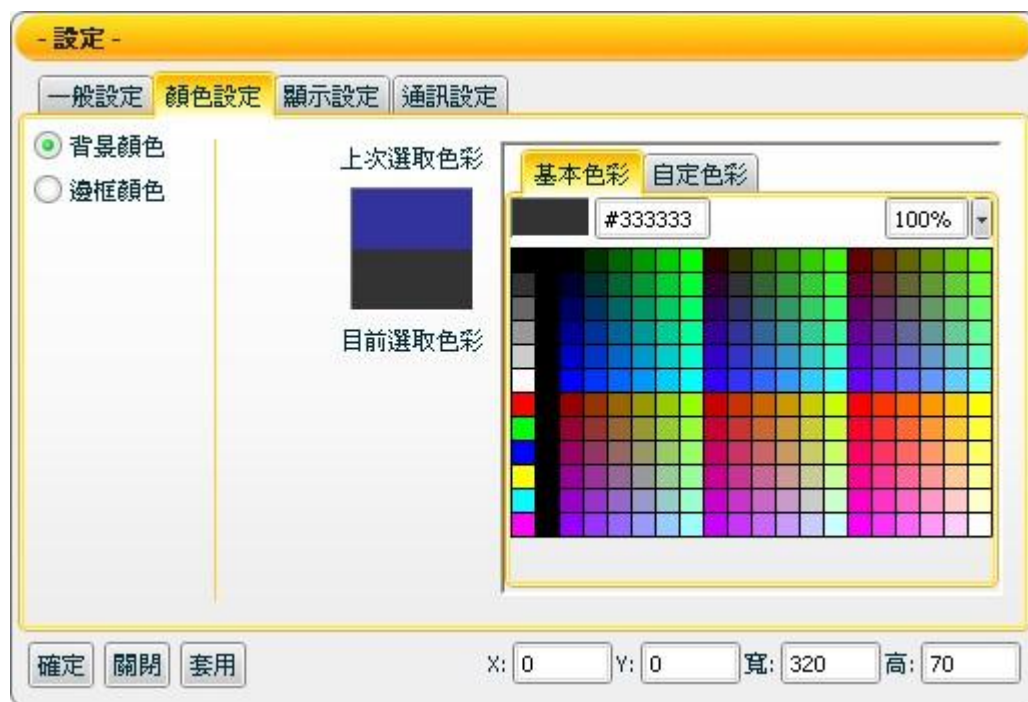 - 設定 -
一般設定 顏色設定 顯示設定 通訊設定
背景顏色
邊框顏色
上次選取色彩
目前選取色彩
基本色彩 自定色彩
#333333 100%
確定 關閉 套用 X: 0 Y: 0 寬: 320 高: 70